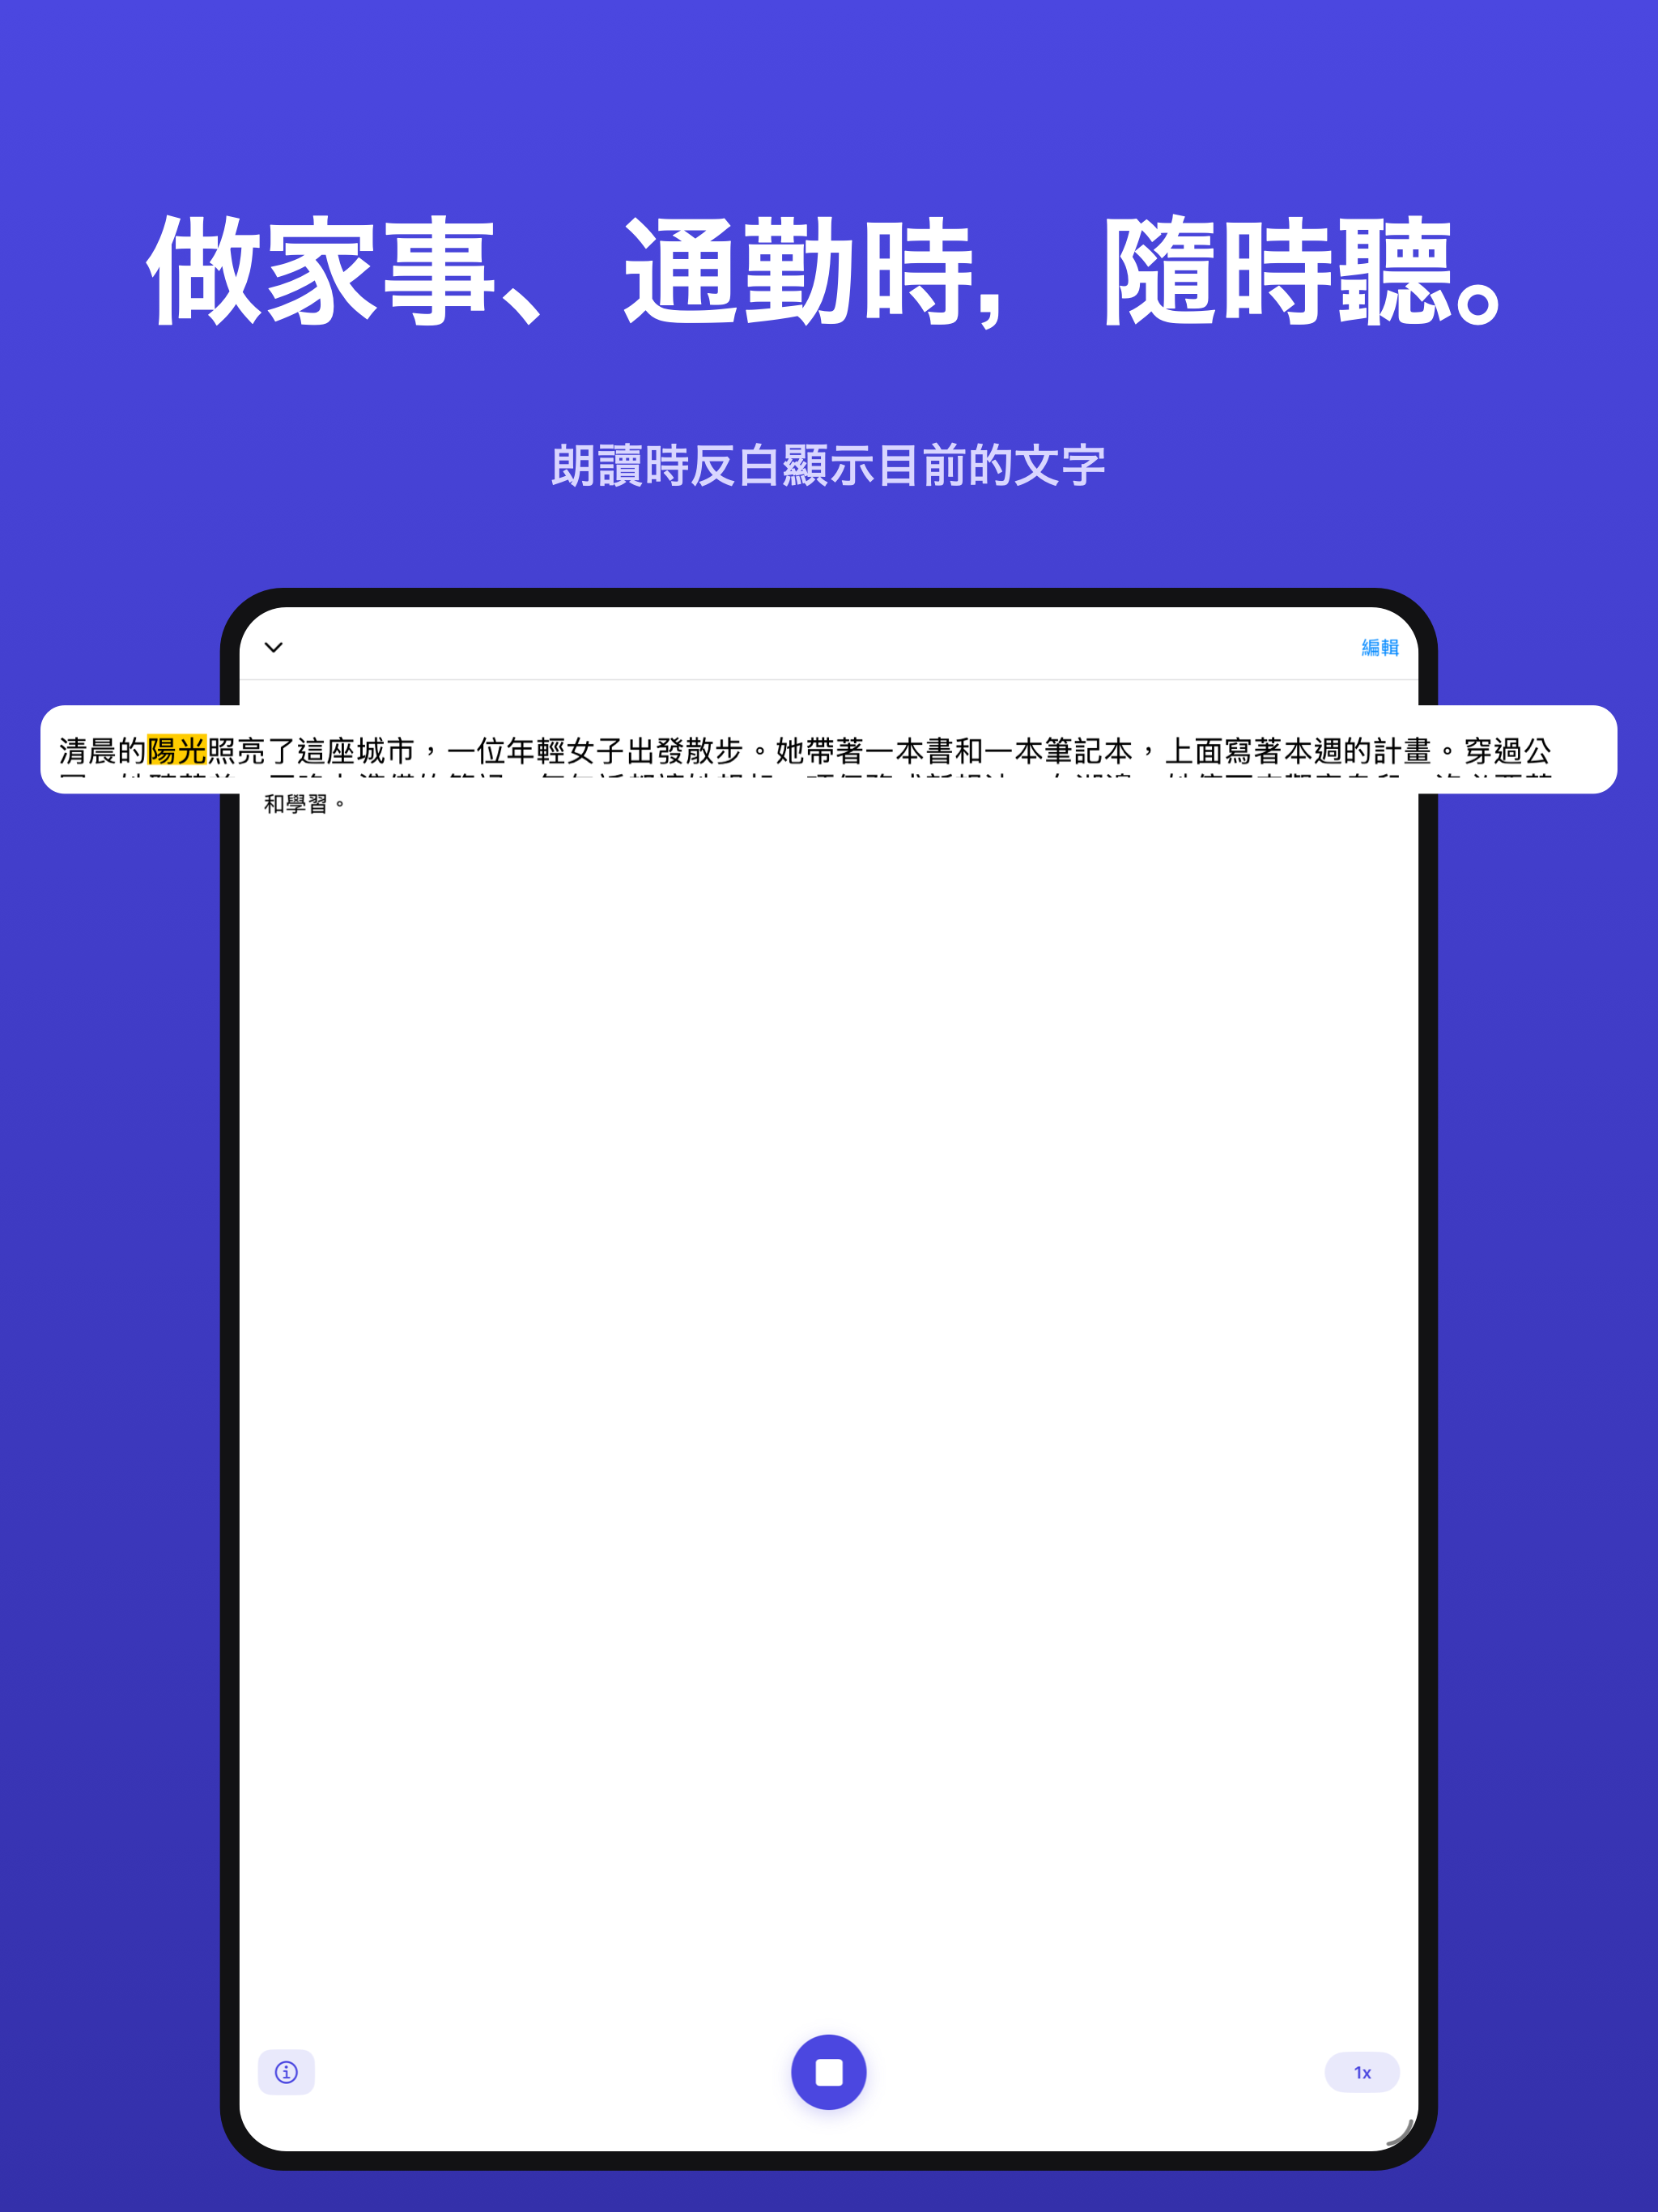 做家事、通勤時，隨時聽。
朗讀時反白顯示目前的文字
編輯
清晨的陽光照亮了這座城市，一位年輕女子出發散步。她帶著一本書和一本筆記本，上面寫著本週的計畫。穿過公
和學習。
1x